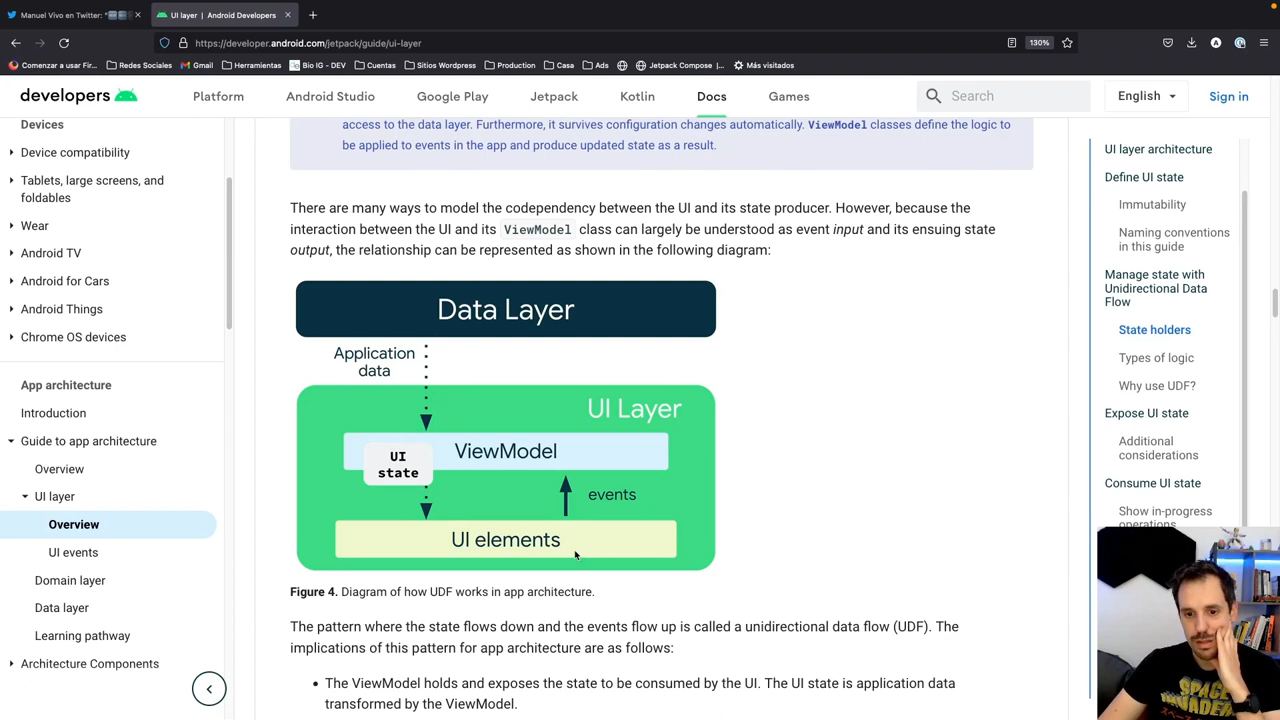 Manuel Vivo en Twitter: "
UI layer | Android Developers
https://developer.android.com/jetpack/guide/ui-layer
130%
Comenzar a usar Fir...
Redes Sociales
Gmail
Herramientas
Bio IG - DEV
Cuentas
Sitios Wordpress
Production
Casa
Ads
Jetpack Compose |...
Más visitados
developers
Platform
Android Studio
Google Play
Jetpack
Kotlin
Docs
Games
Search
English
Sign in
Devices
Device compatibility
Tablets, large screens, and
foldables
Wear
Android TV
Android for Cars
Android Things
Chrome OS devices
App architecture
Introduction
Guide to app architecture
Overview
UI layer
Overview
UI events
Domain layer
Data layer
Learning pathway
Architecture Components
access to the data layer. Furthermore, it survives configuration changes automatically. ViewModel classes define the logic to
be applied to events in the app and produce updated state as a result.
There are many ways to model the codependency between the UI and its state producer. However, because the
interaction between the UI and its ViewModel class can largely be understood as event input and its ensuing state
output, the relationship can be represented as shown in the following diagram:
Data Layer
Application
data
UI Layer
ViewModel
UI
state
events
UI elements
Figure 4. Diagram of how UDF works in app architecture.
The pattern where the state flows down and the events flow up is called a unidirectional data flow (UDF). The
implications of this pattern for app architecture are as follows:
• The ViewModel holds and exposes the state to be consumed by the UI. The UI state is application data
transformed by the ViewModel.
UI layer architecture
Define UI state
Immutability
Naming conventions
in this guide
Manage state with
Unidirectional Data
Flow
State holders
Types of logic
Why use UDF?
Expose UI state
Additional
considerations
Consume UI state
Show in-progress
operations
SPACE